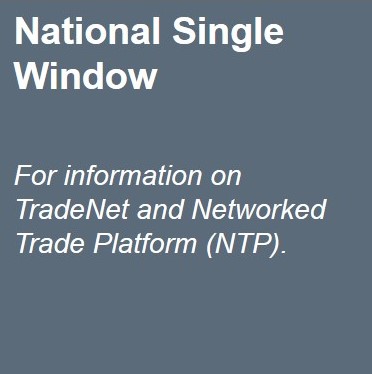 National Single
Window
For information on
TradeNet and Networked
Trade Platform (NTP).